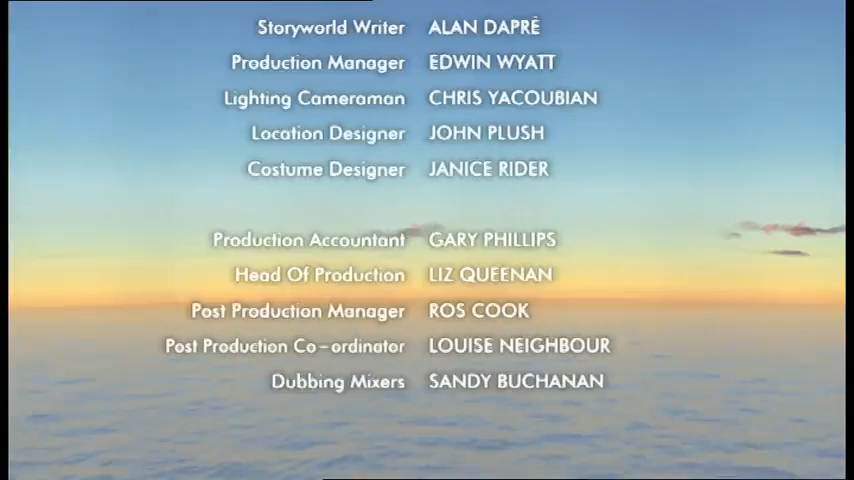 Storyworld Writer ALAN DAPRÉ
Production Manager EDWIN WYATT
Lighting Cameraman CHRIS YACOUBIAN
Location Designer JOHN PLUSH
Costume Designer JANICE RIDER
Production Accountant GARY PHILLIPS
Head Of Production LIZ QUEENAN
Post Production Manager ROS COOK
Post Production Co-ordinator LOUISE NEIGHBOUR
Dubbing Mixers SANDY BUCHANAN